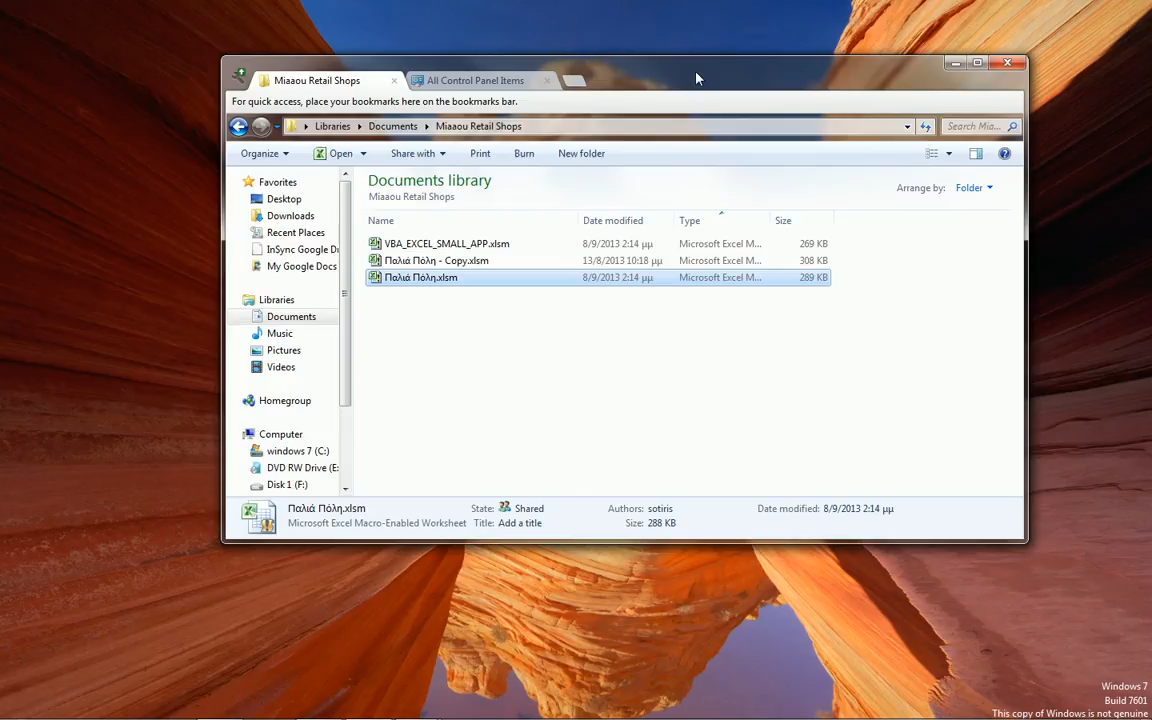 Miaaou Retail Shops
All Control Panel Items
For quick access, place your bookmarks here on the bookmarks bar.
Libraries Documents Miaaou Retail Shops
Search Mia...
Organize Open Share with Print Burn New folder
Favorites
Desktop
Downloads
Recent Places
InSync Google D
My Google Docs
Libraries
Documents
Music
Pictures
Videos
Homegroup
Computer
windows 7 (C:)
DVD RW Drive (E:
Disk 1 (F:)
Documents library
Miaaou Retail Shops
Arrange by: Folder
Name Date modified Type Size
VBA_EXCEL_SMALL_APP.xlsm 8/9/2013 2:14 μμ Microsoft Excel M... 269 KB
Παλιά Πόλη - Copy.xlsm 13/8/2013 10:18 μμ Microsoft Excel M... 308 KB
Παλιά Πόλη.xlsm 8/9/2013 2:14 μμ Microsoft Excel M... 289 KB
Παλιά Πόλη.xlsm State: Shared Authors: sotiris Date modified: 8/9/2013 2:14 μμ
Microsoft Excel Macro-Enabled Worksheet Title: Add a title Size: 288 KB
Windows 7
Build 7601
This copy of Windows is not genuine